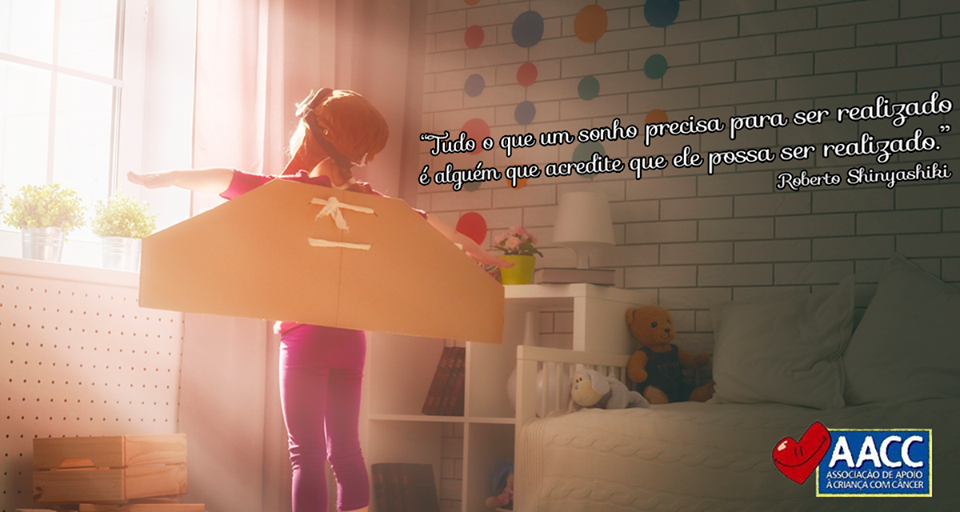 “Tudo o que um sonho precisa para ser realizado
é alguém que acredite que ele possa ser realizado.”
Roberto Shinyashiki
AACC
ASSOCIAÇÃO DE APOIO
À CRIANÇA COM CÂNCER